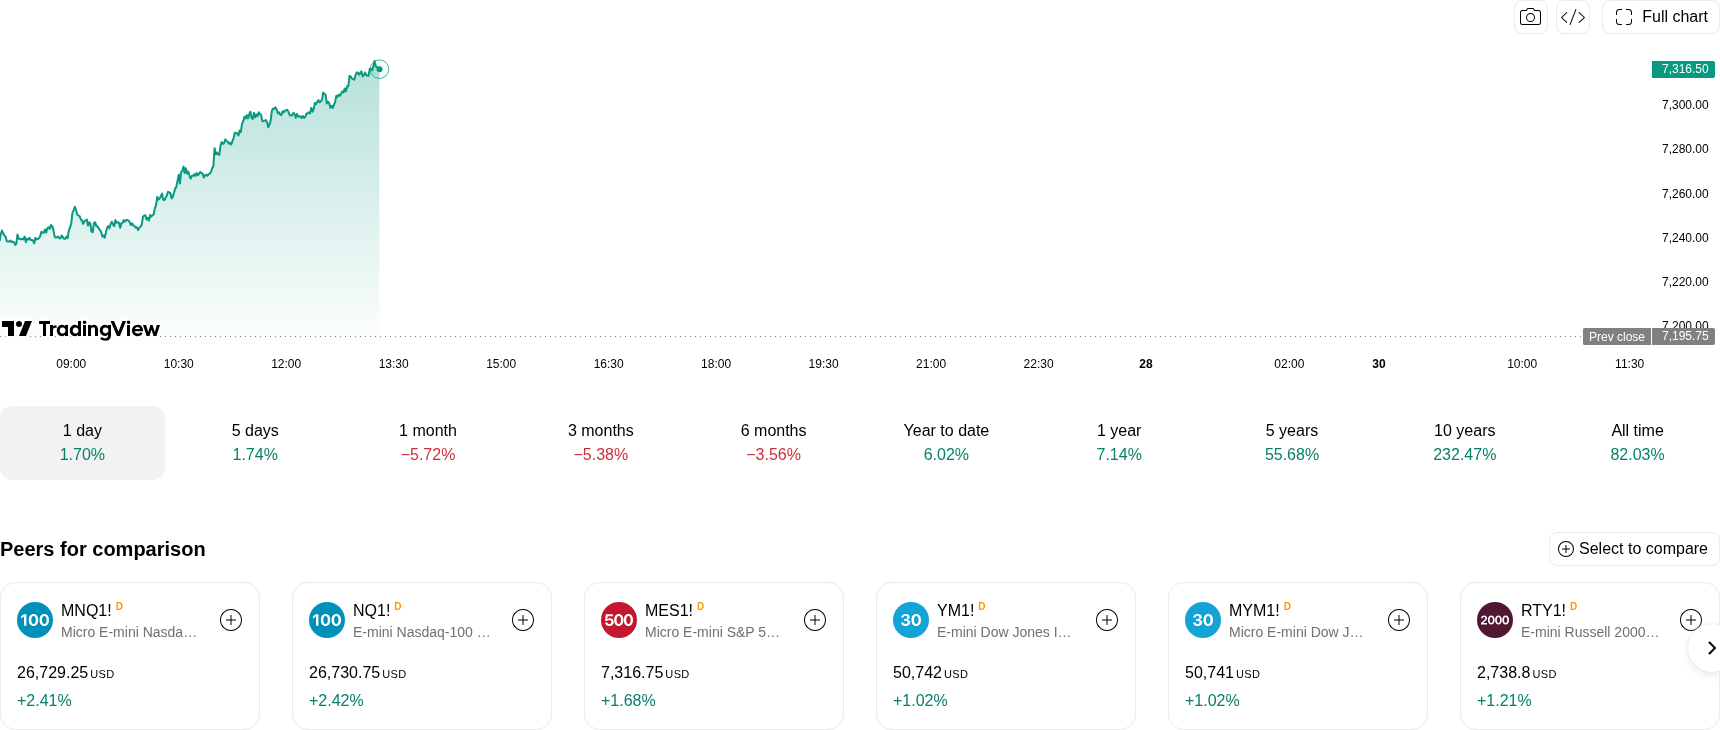 Full chart
7,316.50
7,300.00
7,280.00
7,260.00
7,240.00
7,220.00
7,200.00
Prev close 7,195.75
TradingView
09:00 10:30 12:00 13:30 15:00 16:30 18:00 19:30 21:00 22:30 28 02:00 30 10:00 11:30
1 day 5 days 1 month 3 months 6 months Year to date 1 year 5 years 10 years All time
1.70% 1.74% −5.72% −5.38% −3.56% 6.02% 7.14% 55.68% 232.47% 82.03%
Peers for comparison
Select to compare
100 MNQ1! D
Micro E-mini Nasda…
26,729.25 USD
+2.41%
100 NQ1! D
E-mini Nasdaq-100 …
26,730.75 USD
+2.42%
500 MES1! D
Micro E-mini S&P 5…
7,316.75 USD
+1.68%
30 YM1! D
E-mini Dow Jones I…
50,742 USD
+1.02%
30 MYM1! D
Micro E-mini Dow J…
50,741 USD
+1.02%
2000 RTY1! D
E-mini Russell 2000…
2,738.8 USD
+1.21%